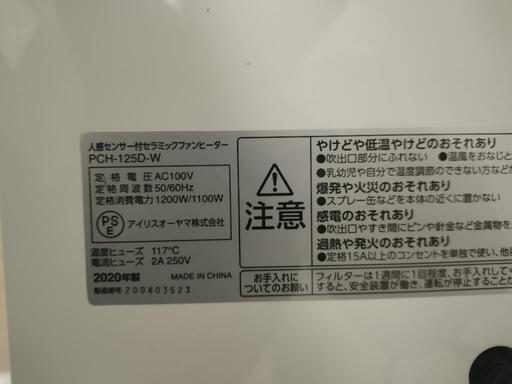 人感センサー付セラミックファンヒーター
PCH-125D-W
定格電圧 AC100V
定格周波数 50/60Hz
定格消費電力 1200W/1100W
PS
E
アイリスオーヤマ株式会社
温度ヒューズ 117℃
電流ヒューズ 2A 250V
2020年製 MADE IN CHINA
製造番号 200803523
注意
お手入れに
ついてのお願い
やけどや低温やけどのおそれあり
●吹出口部分にふれない ●温風をおなじと
●乳幼児や自分で温度調節のできない方など
爆発や火災のおそれあり
●スプレー缶などを本体の近くに置かない
感電のおそれあり
●吹出口やすき間にピンや針金など金属物を
過熱や発火のおそれあり
●定格15A以上のコンセントを単独で使い、他
フィルターは1週間に1回程度、お手入れして
すると、安全装置が働き、運転が停止すること